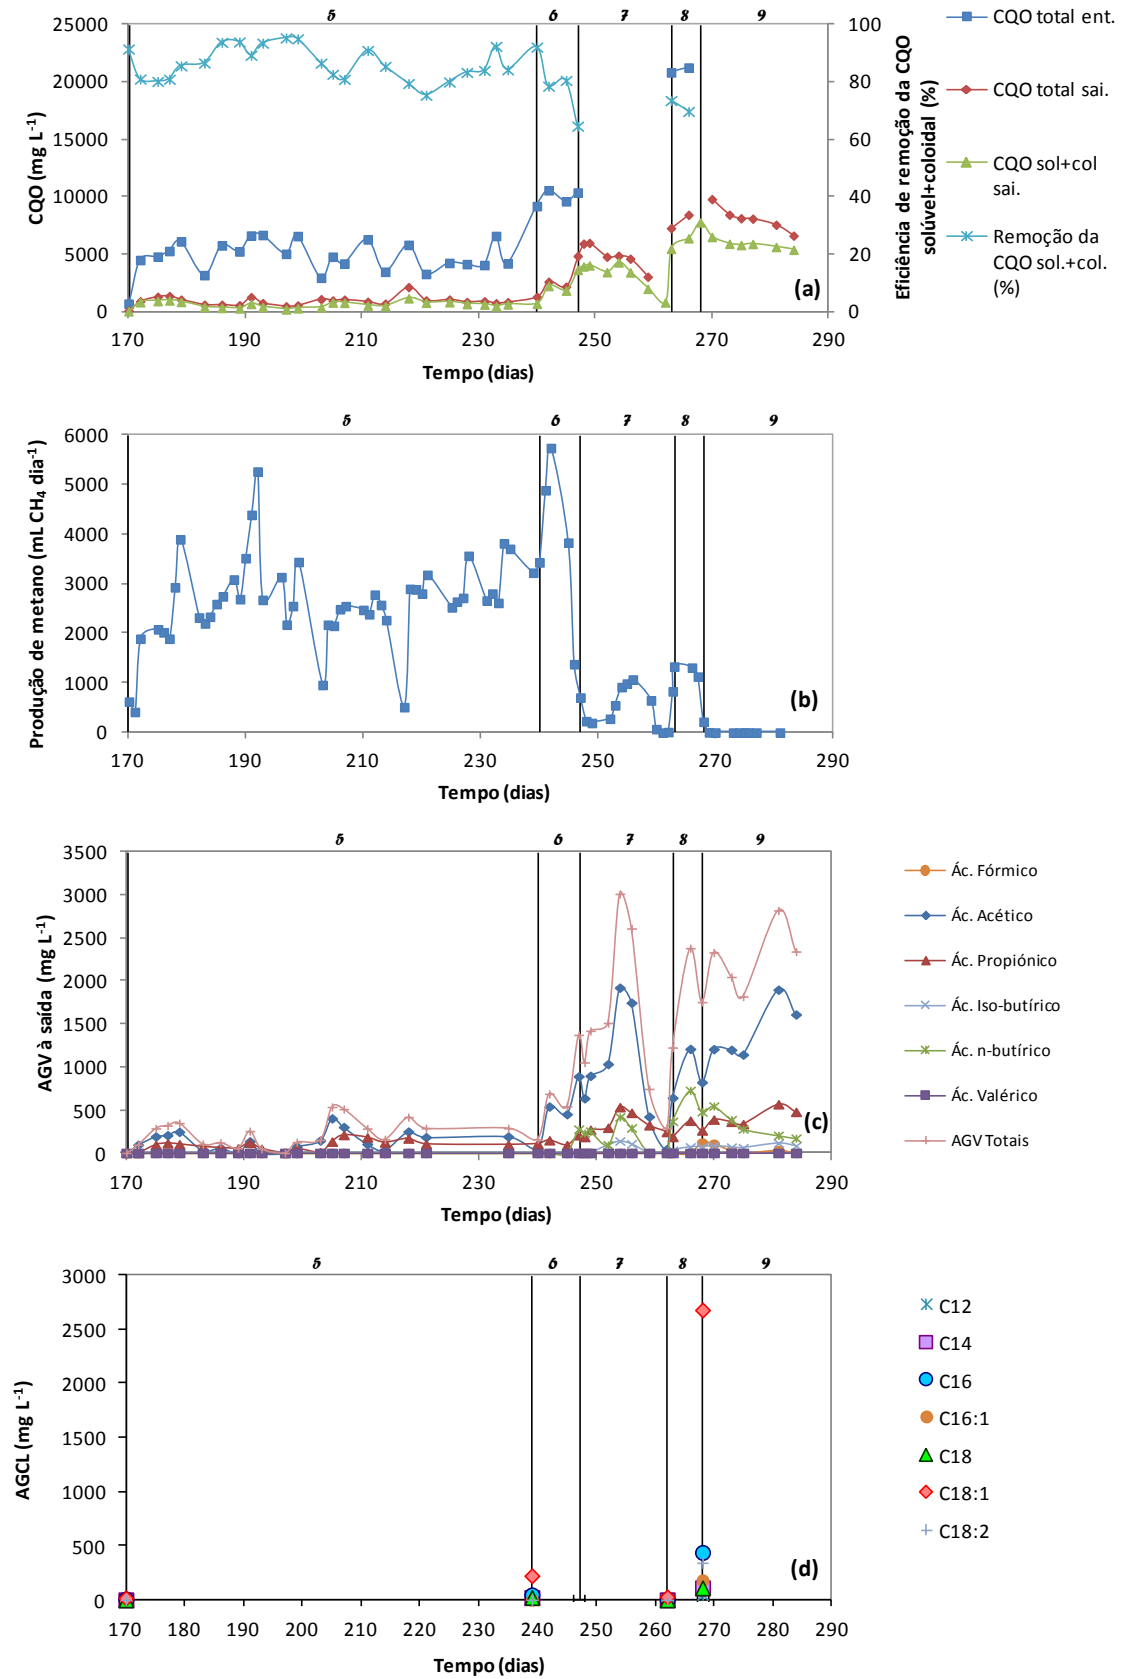 5 6 7 8 9
25000 100
20000 80
15000 60
10000 40
5000 20
0 0
170 190 210 230 250 270 290
CQO (mg L-1)
Eficiência de remoção da CQO
solúvel+coloidal (%)
Tempo (dias)
(a)
CQO total ent.
CQO total sai.
CQO sol+col
sai.
Remoção da
CQO sol.+col.
(%)
5 6 7 8 9
6000
5000
4000
3000
2000
1000
0
170 190 210 230 250 270 290
Produção de metano (mL CH4 dia-1)
Tempo (dias)
(b)
5 6 7 8 9
3500
3000
2500
2000
1500
1000
500
0
170 190 210 230 250 270 290
AGV à saída (mg L-1)
Tempo (dias)
(c)
Ác. Fórmico
Ác. Acético
Ác. Propiónico
Ác. Iso-butírico
Ác. n-butírico
Ác. Valérico
AGV Totais
5 6 7 8 9
3000
2500
2000
1500
1000
500
0
170 180 190 200 210 220 230 240 250 260 270 280 290
AGCL (mg L-1)
Tempo (dias)
(d)
C12
C14
C16
C16:1
C18
C18:1
C18:2